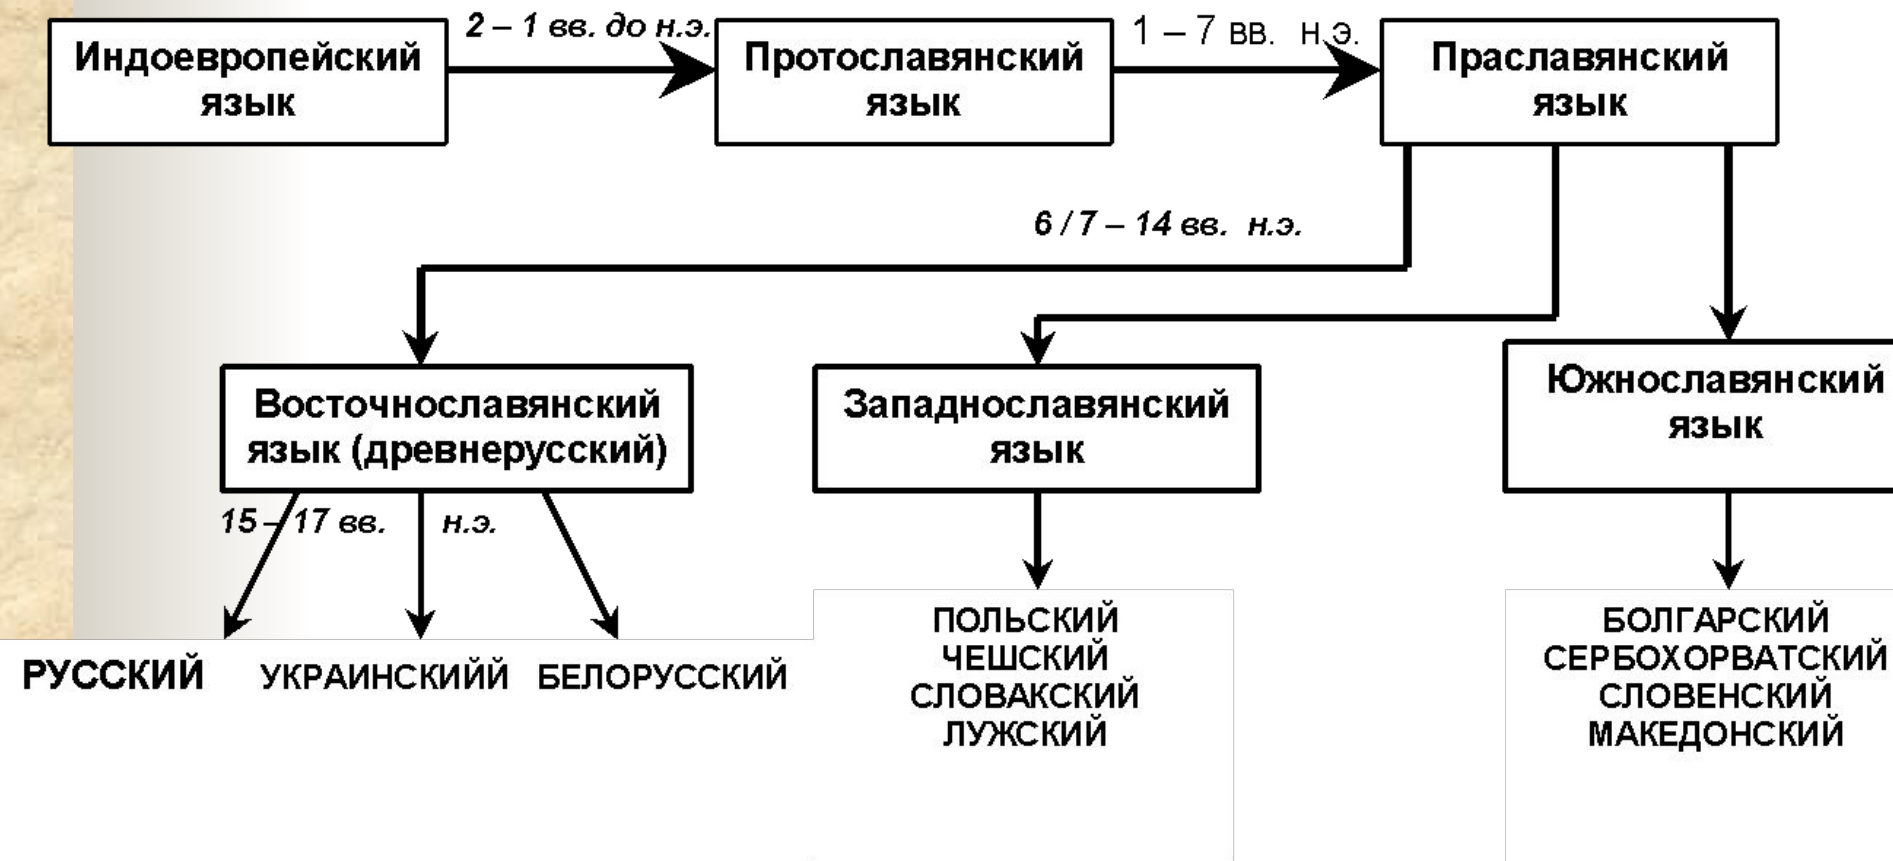 2 – 1 вв. до н.э.
1 – 7 вв. н.э.
Индоевропейский
язык
Протославянский
язык
Праславянский
язык
6 / 7 – 14 вв. н.э.
Восточнославянский
язык (древнерусский)
Западнославянский
язык
Южнославянский
язык
15 – 17 вв. н.э.
РУССКИЙ
УКРАИНСКИЙЙ
БЕЛОРУССКИЙ
ПОЛЬСКИЙ
ЧЕШСКИЙ
СЛОВАКСКИЙ
ЛУЖСКИЙ
БОЛГАРСКИЙ
СЕРБОХОРВАТСКИЙ
СЛОВЕНСКИЙ
МАКЕДОНСКИЙ